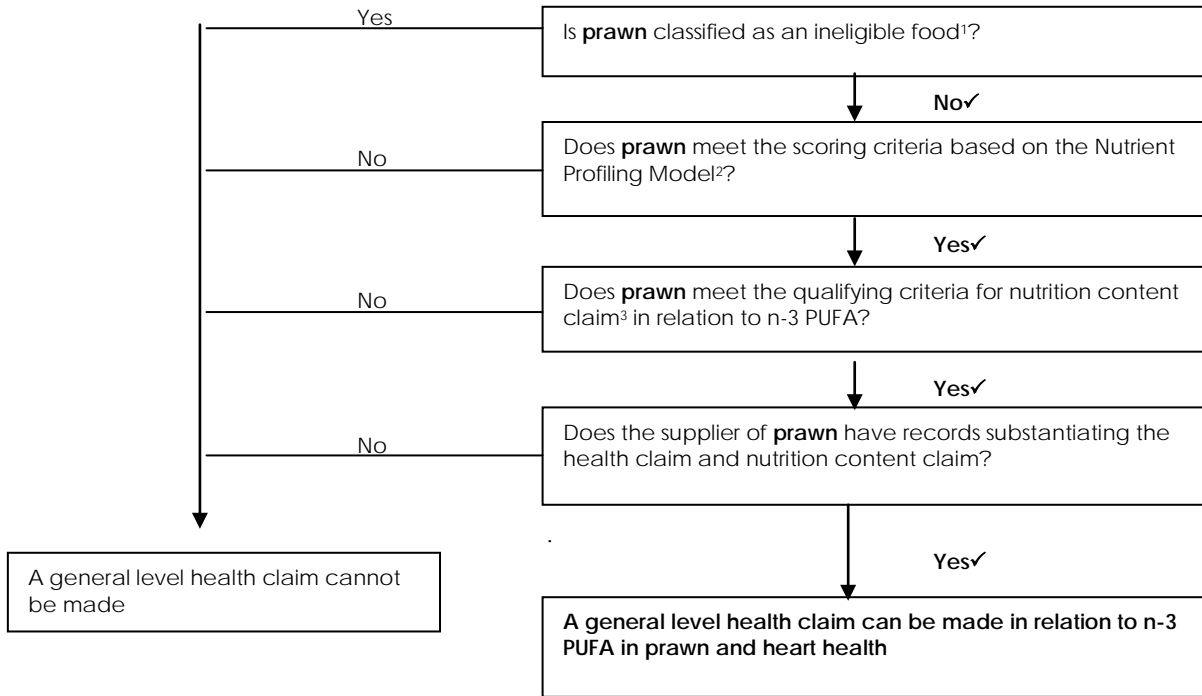 Yes
Is prawn classified as an ineligible food¹?
No✓
No
Does prawn meet the scoring criteria based on the Nutrient
Profiling Model²?
Yes✓
No
Does prawn meet the qualifying criteria for nutrition content
claim³ in relation to n-3 PUFA?
Yes✓
No
Does the supplier of prawn have records substantiating the
health claim and nutrition content claim?
.
Yes✓
A general level health claim cannot
be made
A general level health claim can be made in relation to n-3
PUFA in prawn and heart health